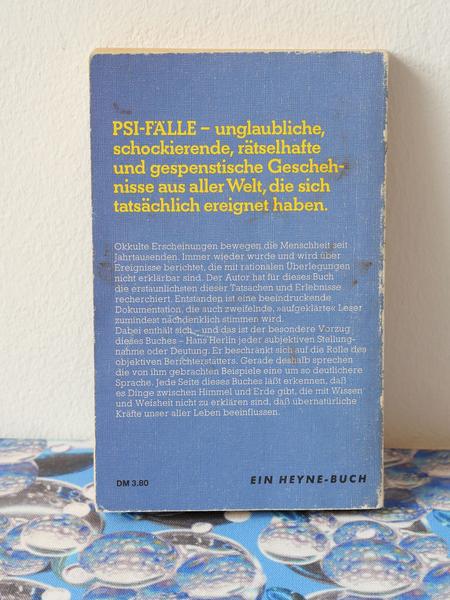 PSI-FÄLLE – unglaubliche,
schockierende, rätselhafte
und gespenstische Gescheh-
nisse aus aller Welt, die sich
tatsächlich ereignet haben.
Okkulte Erscheinungen bewegen die Menschheit seit
Jahrtausenden. Immer wieder wurde und wird über
Ereignisse berichtet, die mit rationalen Überlegungen
nicht erklärbar sind. Der Autor hat für dieses Buch
die erstaunlichsten dieser Tatsachen und Erlebnisse
recherchiert. Entstanden ist eine beeindruckende
Dokumentation, die auch zweifelnde, »aufgeklärte« Leser
zumindest nachdenklich stimmen wird.
Dabei enthält sich – und das ist der besondere Vorzug
dieses Buches – Hans Herlin jeder subjektiven Stellung-
nahme oder Deutung. Er beschränkt sich auf die Rolle des
objektiven Berichterstatters. Gerade deshalb sprechen
die von ihm gebrachten Beispiele eine um so deutlichere
Sprache. Jede Seite dieses Buches läßt erkennen, daß
es Dinge zwischen Himmel und Erde gibt, die mit Wissen
und Weisheit nicht zu erklären sind, daß übernatürliche
Kräfte unser aller Leben beeinflussen.
DM 3.80
EIN HEYNE-BUCH